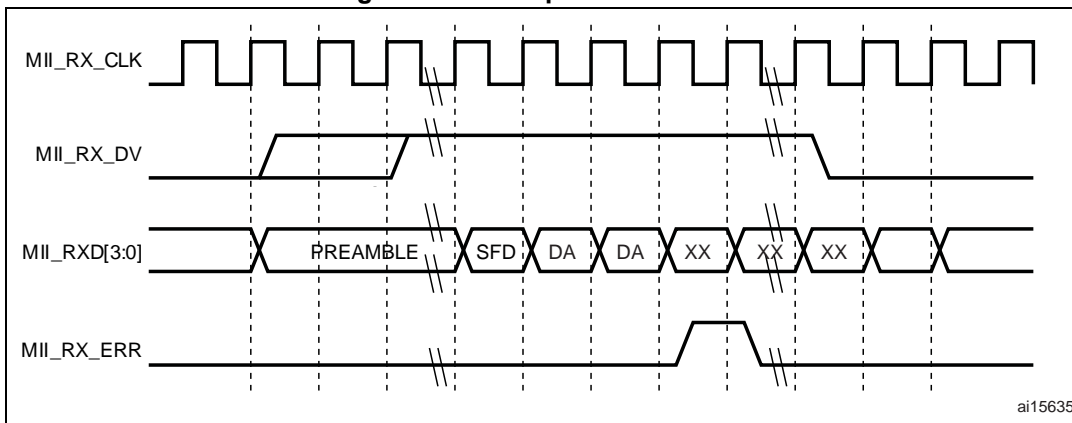 MII_RX_CLK
MII_RX_DV
MII_RXD[3:0]
PREAMBLE SFD DA DA XX XX XX
MII_RX_ERR
ai15635